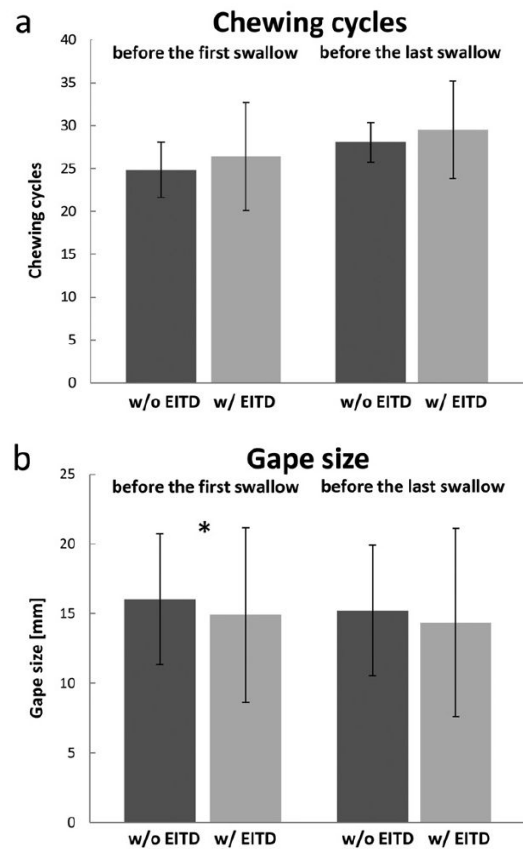 a
Chewing cycles
before the first swallow before the last swallow
40
35
30
25
20
15
10
5
0
Chewing cycles
w/o EITD w/ EITD w/o EITD w/ EITD
b
Gape size
before the first swallow before the last swallow
25
20
15
10
5
0
Gape size [mm]
*
w/o EITD w/ EITD w/o EITD w/ EITD